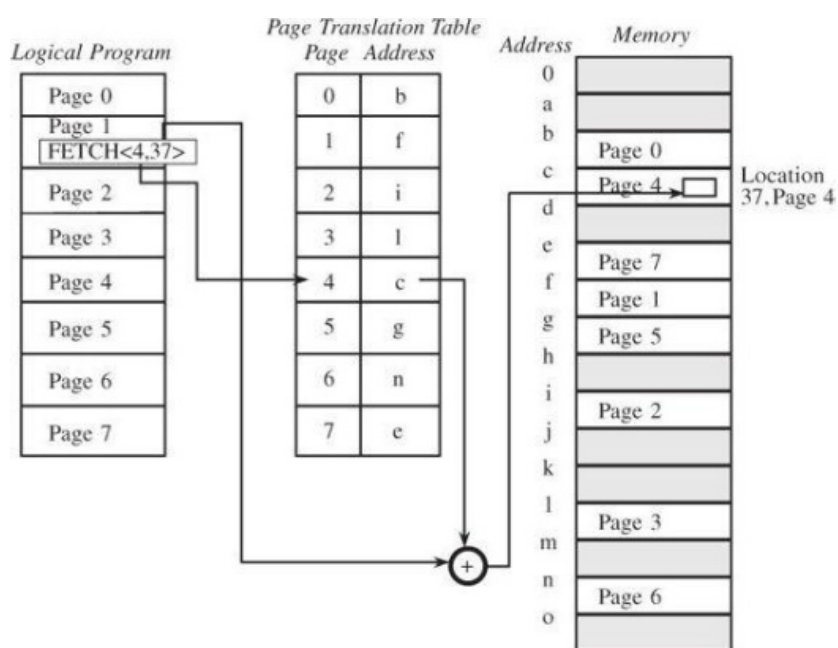 Logical Program
Page 0
Page 1
FETCH<4,37>
Page 2
Page 3
Page 4
Page 5
Page 6
Page 7
Page Translation Table
Page Address
0 b
1 f
2 i
3 l
4 c
5 g
6 n
7 e
+
Address
Memory
0
a
b
Page 0
c
Page 4
Location
37, Page 4
d
e
Page 7
f
Page 1
g
Page 5
h
i
Page 2
j
k
l
Page 3
m
n
Page 6
o